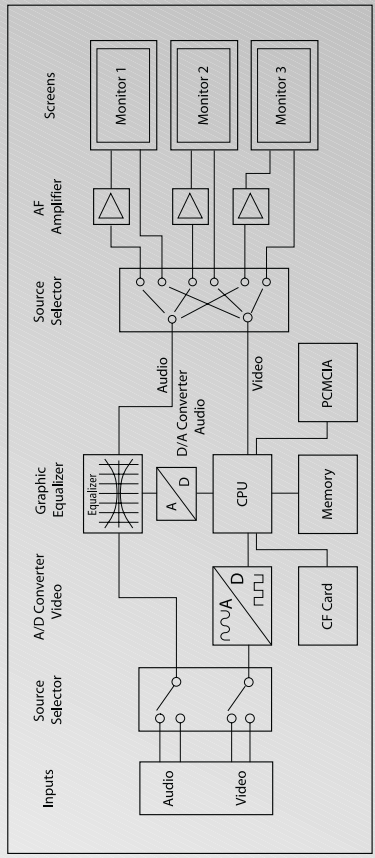 Inputs
Source
Selector
A/D Converter
Video
Graphic
Equalizer
Source
Selector
AF
Amplifier
Screens
Audio
Video
Equalizer
A
D
D/A Converter
Audio
Audio
Video
A
D
CPU
CF Card
Memory
PCMCIA
Monitor 1
Monitor 2
Monitor 3